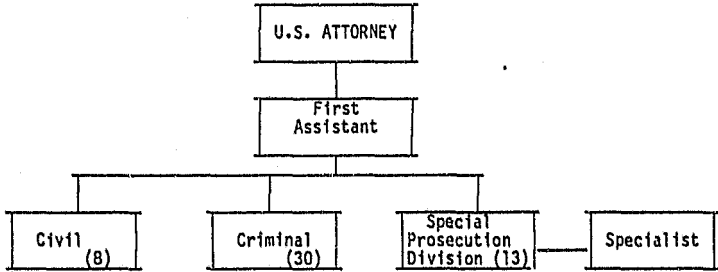 U.S. ATTORNEY
First
Assistant
Civil
(8)
Criminal
(30)
Special
Prosecution
Division (13)
Specialist